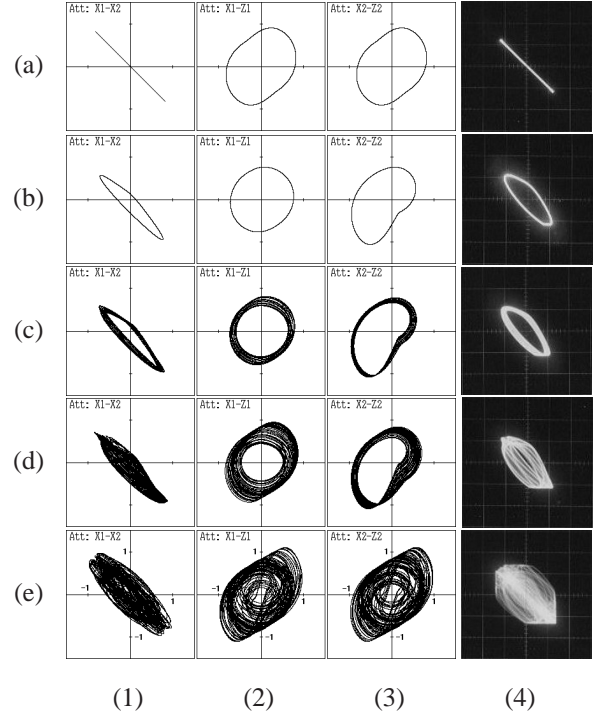 (a) Att: X1-X2 Att: X1-Z1 Att: X2-Z2
(b) Att: X1-X2 Att: X1-Z1 Att: X2-Z2
(c) Att: X1-X2 Att: X1-Z1 Att: X2-Z2
(d) Att: X1-X2 Att: X1-Z1 Att: X2-Z2
(e) Att: X1-X2 Att: X1-Z1 Att: X2-Z2
1 1 1
-1 1 -1 1 -1 1
-1 -1 -1
(1) (2) (3) (4)